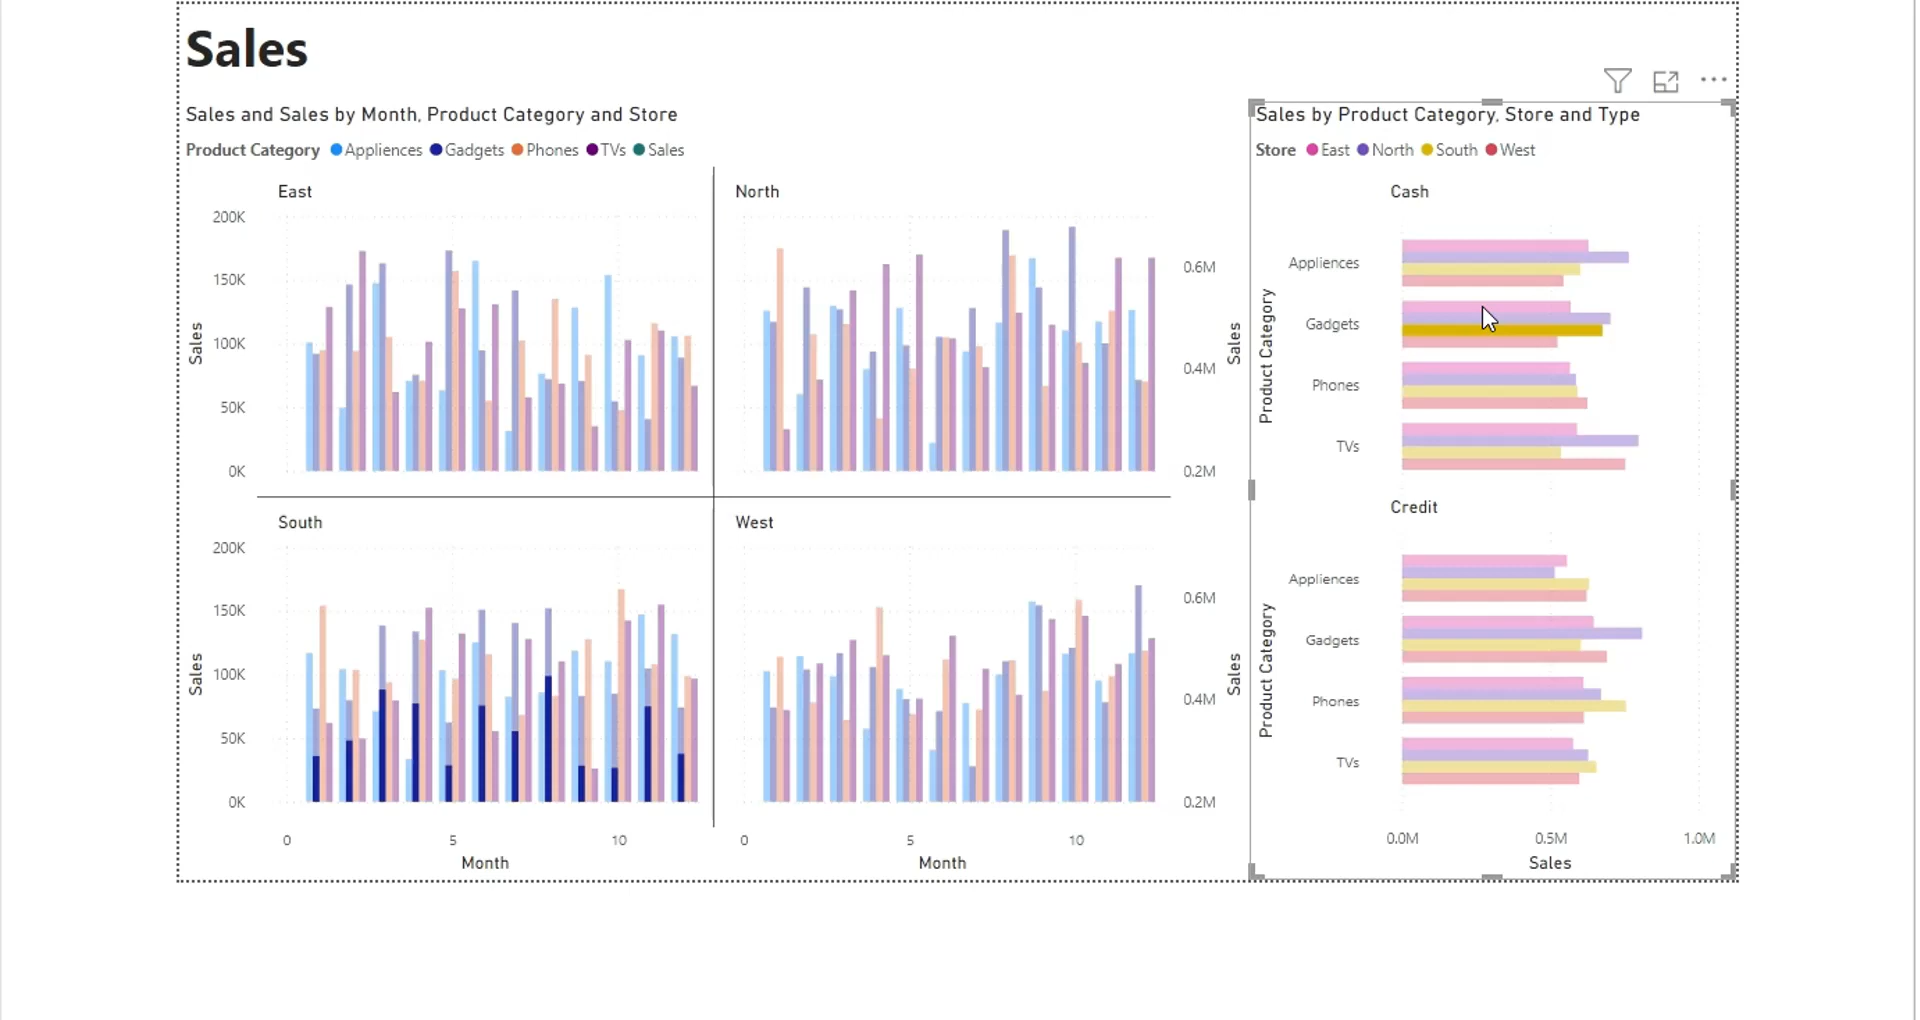 Sales
Sales and Sales by Month, Product Category and Store
Product Category Appliances Gadgets Phones TVs Sales
East
North
200K
150K
100K
50K
0K
Sales
0.6M
0.4M
0.2M
Sales
South
West
200K
150K
100K
50K
0K
Sales
0.6M
0.4M
0.2M
Sales
0 5 10
Month
0 5 10
Month
Sales by Product Category, Store and Type
Store East North South West
Cash
Product Category
Appliances
Gadgets
Phones
TVs
Credit
Product Category
Appliances
Gadgets
Phones
TVs
0.0M 0.5M 1.0M
Sales